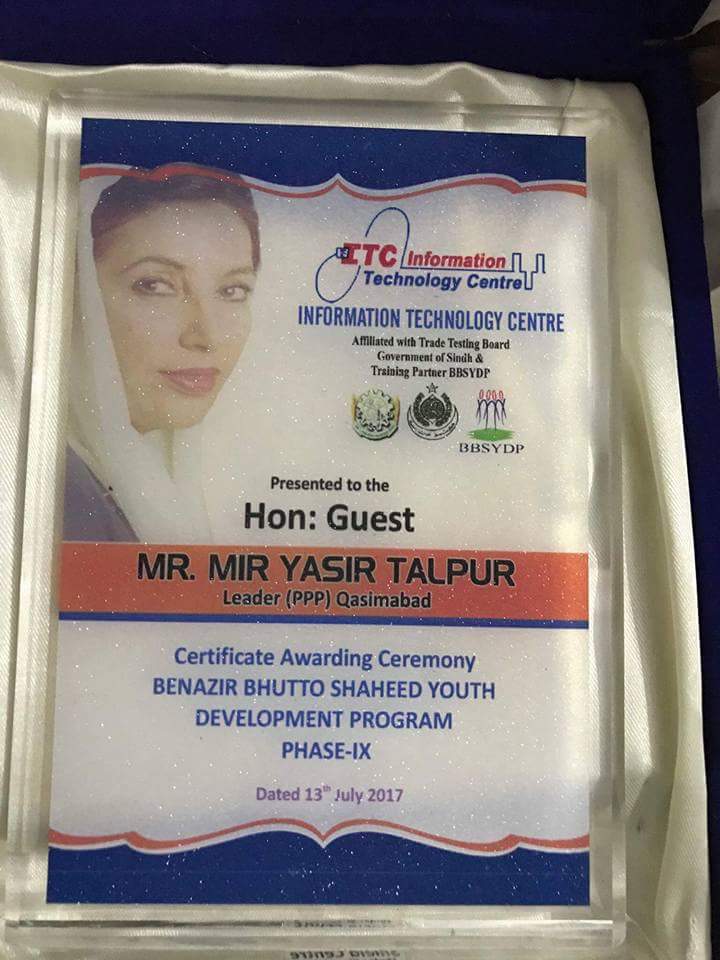 ITC Information
Technology Centre
INFORMATION TECHNOLOGY CENTRE
Affiliated with Trade Testing Board
Government of Sindh &
Training Partner BBSYDP
BBSYDP
Presented to the
Hon: Guest
MR. MIR YASIR TALPUR
Leader (PPP) Qasimabad
Certificate Awarding Ceremony
BENAZIR BHUTTO SHAHEED YOUTH
DEVELOPMENT PROGRAM
PHASE-IX
Dated 13th July 2017